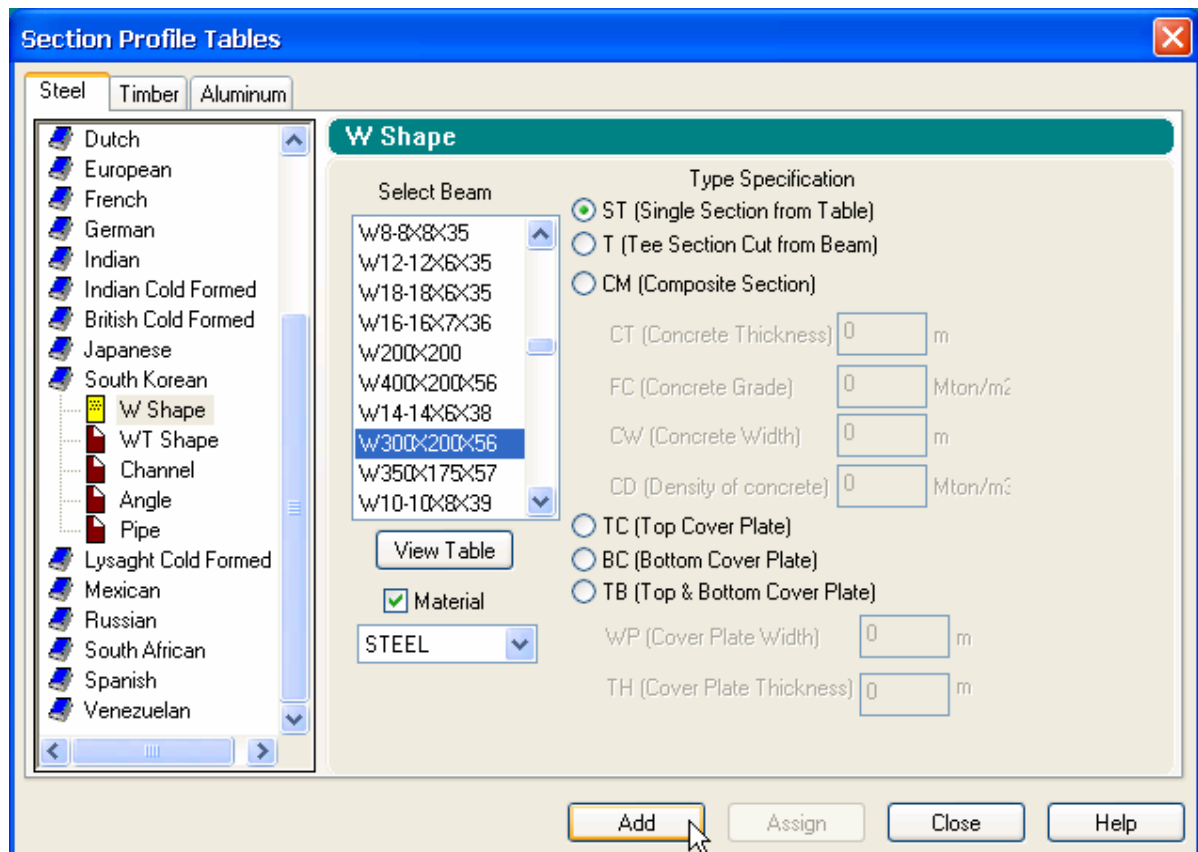 Section Profile Tables
Steel Timber Aluminum
Dutch
European
French
German
Indian
Indian Cold Formed
British Cold Formed
Japanese
South Korean
W Shape
WT Shape
Channel
Angle
Pipe
Lysaght Cold Formed
Mexican
Russian
South African
Spanish
Venezuelan
W Shape
Select Beam
W8-8X8X35
W12-12X6X35
W18-18X6X35
W16-16X7X36
W200X200
W400X200X56
W14-14X6X38
W300X200X56
W350X175X57
W10-10X8X39
View Table
Material
STEEL
Type Specification
ST (Single Section from Table)
T (Tee Section Cut from Beam)
CM (Composite Section)
CT (Concrete Thickness) 0 m
FC (Concrete Grade) 0 Mton/m2
CW (Concrete Width) 0 m
CD (Density of concrete) 0 Mton/m3
TC (Top Cover Plate)
BC (Bottom Cover Plate)
TB (Top & Bottom Cover Plate)
WP (Cover Plate Width) 0 m
TH (Cover Plate Thickness) 0 m
Add Assign Close Help